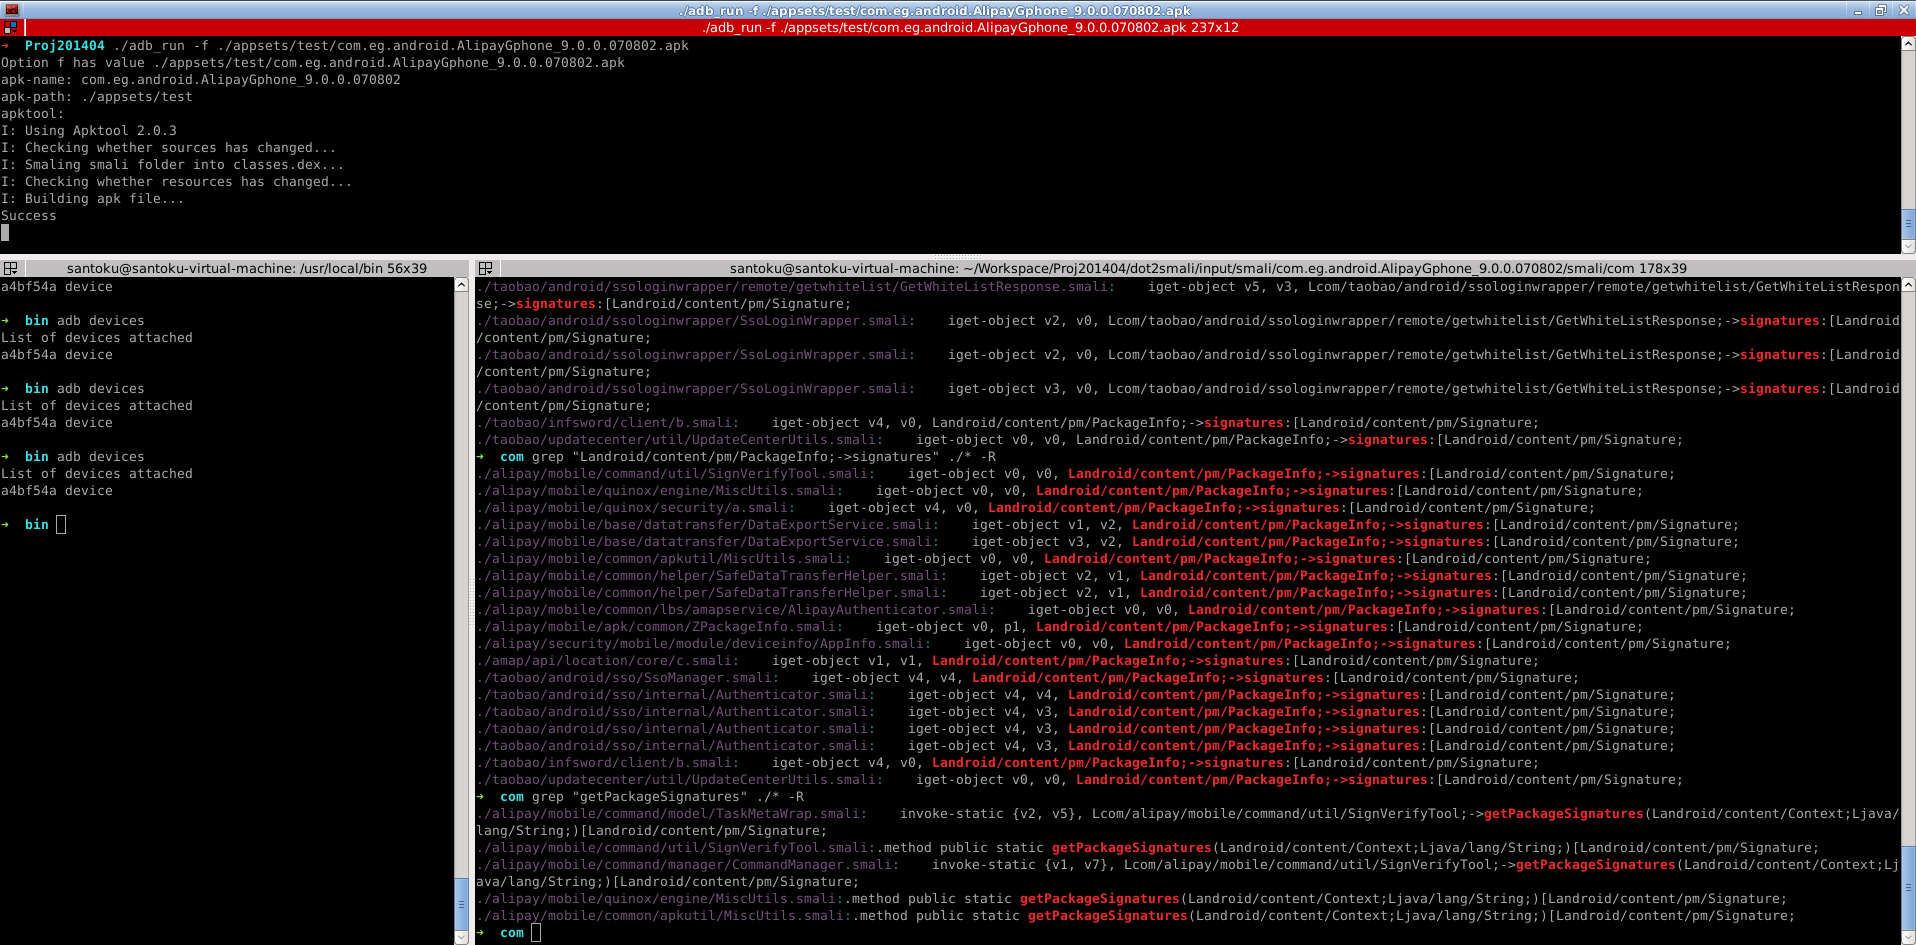 ./adb_run -f ./appsets/test/com.eg.android.AlipayGphone_9.0.0.070802.apk
./adb_run -f ./appsets/test/com.eg.android.AlipayGphone_9.0.0.070802.apk 237x12
➜  Proj201404 ./adb_run -f ./appsets/test/com.eg.android.AlipayGphone_9.0.0.070802.apk
Option f has value ./appsets/test/com.eg.android.AlipayGphone_9.0.0.070802.apk
apk-name: com.eg.android.AlipayGphone_9.0.0.070802
apk-path: ./appsets/test
apktool:
I: Using Apktool 2.0.3
I: Checking whether sources has changed...
I: Smaling smali folder into classes.dex...
I: Checking whether resources has changed...
I: Building apk file...
Success
santoku@santoku-virtual-machine: /usr/local/bin 56x39
a4bf54a device
➜  bin adb devices
List of devices attached
a4bf54a device
➜  bin adb devices
List of devices attached
a4bf54a device
➜  bin adb devices
List of devices attached
a4bf54a device
➜  bin
santoku@santoku-virtual-machine: ~/Workspace/Proj201404/dot2smali/input/smali/com.eg.android.AlipayGphone_9.0.0.070802/smali/com 178x39
./taobao/android/ssologinwrapper/remote/getwhitelist/GetWhiteListResponse.smali:    iget-object v5, v3, Lcom/taobao/android/ssologinwrapper/remote/getwhitelist/GetWhiteListRespon
se;->signatures:[Landroid/content/pm/Signature;
./taobao/android/ssologinwrapper/SsoLoginWrapper.smali:    iget-object v2, v0, Lcom/taobao/android/ssologinwrapper/remote/getwhitelist/GetWhiteListResponse;->signatures:[Landroid
/content/pm/Signature;
./taobao/android/ssologinwrapper/SsoLoginWrapper.smali:    iget-object v2, v0, Lcom/taobao/android/ssologinwrapper/remote/getwhitelist/GetWhiteListResponse;->signatures:[Landroid
/content/pm/Signature;
./taobao/android/ssologinwrapper/SsoLoginWrapper.smali:    iget-object v3, v0, Lcom/taobao/android/ssologinwrapper/remote/getwhitelist/GetWhiteListResponse;->signatures:[Landroid
/content/pm/Signature;
./taobao/infsword/client/b.smali:    iget-object v4, v0, Landroid/content/pm/PackageInfo;->signatures:[Landroid/content/pm/Signature;
./taobao/updatecenter/util/UpdateCenterUtils.smali:    iget-object v0, v0, Landroid/content/pm/PackageInfo;->signatures:[Landroid/content/pm/Signature;
➜  com grep "Landroid/content/pm/PackageInfo;->signatures" ./* -R
./alipay/mobile/command/util/SignVerifyTool.smali:    iget-object v0, v0, Landroid/content/pm/PackageInfo;->signatures:[Landroid/content/pm/Signature;
./alipay/mobile/quinox/engine/MiscUtils.smali:    iget-object v0, v0, Landroid/content/pm/PackageInfo;->signatures:[Landroid/content/pm/Signature;
./alipay/mobile/quinox/security/a.smali:    iget-object v4, v0, Landroid/content/pm/PackageInfo;->signatures:[Landroid/content/pm/Signature;
./alipay/mobile/base/datatransfer/DataExportService.smali:    iget-object v1, v2, Landroid/content/pm/PackageInfo;->signatures:[Landroid/content/pm/Signature;
./alipay/mobile/base/datatransfer/DataExportService.smali:    iget-object v3, v2, Landroid/content/pm/PackageInfo;->signatures:[Landroid/content/pm/Signature;
./alipay/mobile/common/apkutil/MiscUtils.smali:    iget-object v0, v0, Landroid/content/pm/PackageInfo;->signatures:[Landroid/content/pm/Signature;
./alipay/mobile/common/helper/SafeDataTransferHelper.smali:    iget-object v2, v1, Landroid/content/pm/PackageInfo;->signatures:[Landroid/content/pm/Signature;
./alipay/mobile/common/helper/SafeDataTransferHelper.smali:    iget-object v2, v1, Landroid/content/pm/PackageInfo;->signatures:[Landroid/content/pm/Signature;
./alipay/mobile/common/lbs/amapservice/AlipayAuthenticator.smali:    iget-object v0, v0, Landroid/content/pm/PackageInfo;->signatures:[Landroid/content/pm/Signature;
./alipay/mobile/apk/common/ZPackageInfo.smali:    iget-object v0, p1, Landroid/content/pm/PackageInfo;->signatures:[Landroid/content/pm/Signature;
./alipay/security/mobile/module/deviceinfo/AppInfo.smali:    iget-object v0, v0, Landroid/content/pm/PackageInfo;->signatures:[Landroid/content/pm/Signature;
./amap/api/location/core/c.smali:    iget-object v1, v1, Landroid/content/pm/PackageInfo;->signatures:[Landroid/content/pm/Signature;
./taobao/android/sso/SsoManager.smali:    iget-object v4, v4, Landroid/content/pm/PackageInfo;->signatures:[Landroid/content/pm/Signature;
./taobao/android/sso/internal/Authenticator.smali:    iget-object v4, v4, Landroid/content/pm/PackageInfo;->signatures:[Landroid/content/pm/Signature;
./taobao/android/sso/internal/Authenticator.smali:    iget-object v4, v3, Landroid/content/pm/PackageInfo;->signatures:[Landroid/content/pm/Signature;
./taobao/android/sso/internal/Authenticator.smali:    iget-object v4, v3, Landroid/content/pm/PackageInfo;->signatures:[Landroid/content/pm/Signature;
./taobao/android/sso/internal/Authenticator.smali:    iget-object v4, v3, Landroid/content/pm/PackageInfo;->signatures:[Landroid/content/pm/Signature;
./taobao/infsword/client/b.smali:    iget-object v4, v0, Landroid/content/pm/PackageInfo;->signatures:[Landroid/content/pm/Signature;
./taobao/updatecenter/util/UpdateCenterUtils.smali:    iget-object v0, v0, Landroid/content/pm/PackageInfo;->signatures:[Landroid/content/pm/Signature;
➜  com grep "getPackageSignatures" ./* -R
./alipay/mobile/command/model/TaskMetaWrap.smali:    invoke-static {v2, v5}, Lcom/alipay/mobile/command/util/SignVerifyTool;->getPackageSignatures(Landroid/content/Context;Ljava/
lang/String;)[Landroid/content/pm/Signature;
./alipay/mobile/command/util/SignVerifyTool.smali:.method public static getPackageSignatures(Landroid/content/Context;Ljava/lang/String;)[Landroid/content/pm/Signature;
./alipay/mobile/command/manager/CommandManager.smali:    invoke-static {v1, v7}, Lcom/alipay/mobile/command/util/SignVerifyTool;->getPackageSignatures(Landroid/content/Context;Lj
ava/lang/String;)[Landroid/content/pm/Signature;
./alipay/mobile/quinox/engine/MiscUtils.smali:.method public static getPackageSignatures(Landroid/content/Context;Ljava/lang/String;)[Landroid/content/pm/Signature;
./alipay/mobile/common/apkutil/MiscUtils.smali:.method public static getPackageSignatures(Landroid/content/Context;Ljava/lang/String;)[Landroid/content/pm/Signature;
➜  com